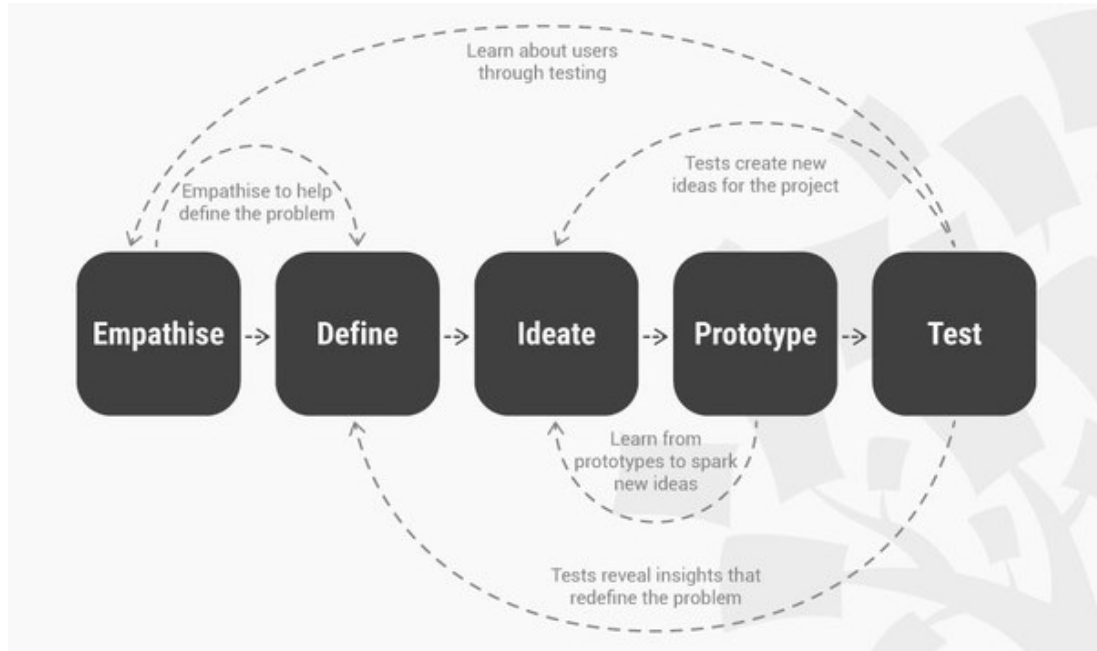 Learn about users
through testing
Tests create new
ideas for the project
Empathise to help
define the problem
Empathise
Define
Ideate
Prototype
Test
Learn from
prototypes to spark
new ideas
Tests reveal insights that
redefine the problem